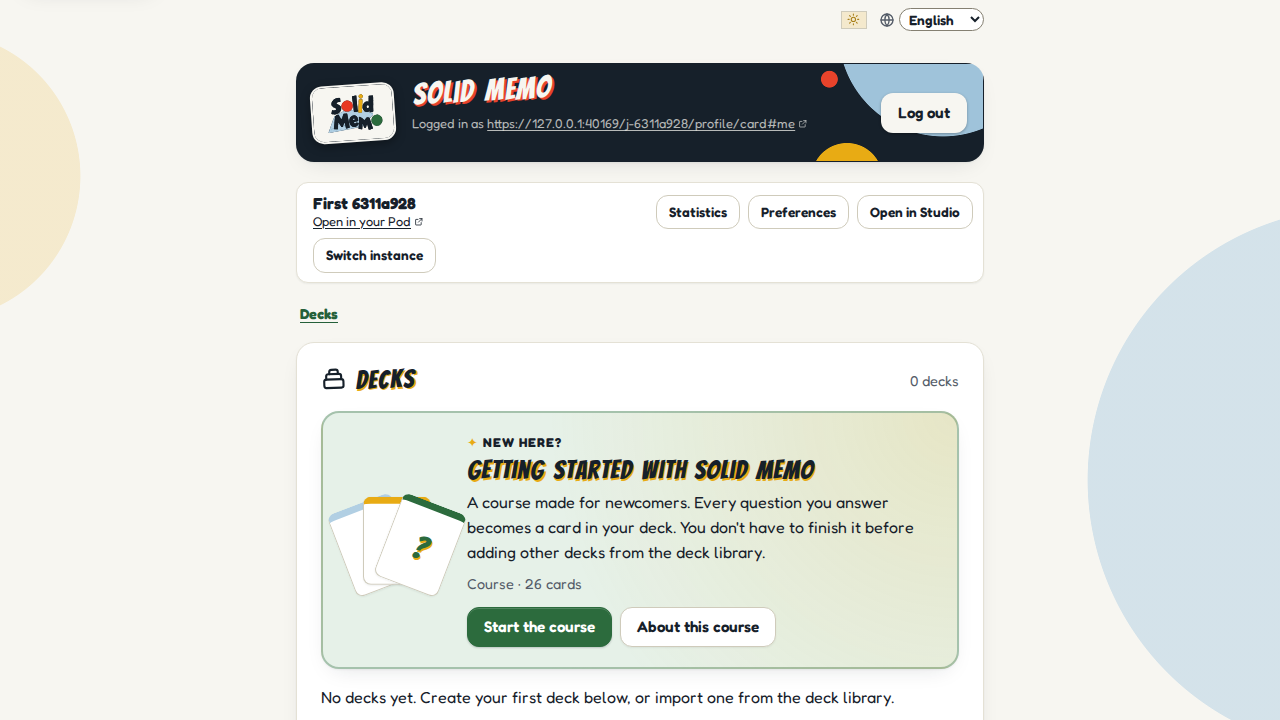 English
Solid Memo
SOLID MEMO
Logged in as https://127.0.0.1:40169/j-6311a928/profile/card#me
Log out
First 6311a928
Open in your Pod
Statistics
Preferences
Open in Studio
Switch instance
Decks
DECKS
0 decks
NEW HERE?
GETTING STARTED WITH SOLID MEMO
A course made for newcomers. Every question you answer
becomes a card in your deck. You don't have to finish it before
adding other decks from the deck library.
?
Course · 26 cards
Start the course
About this course
No decks yet. Create your first deck below, or import one from the deck library.